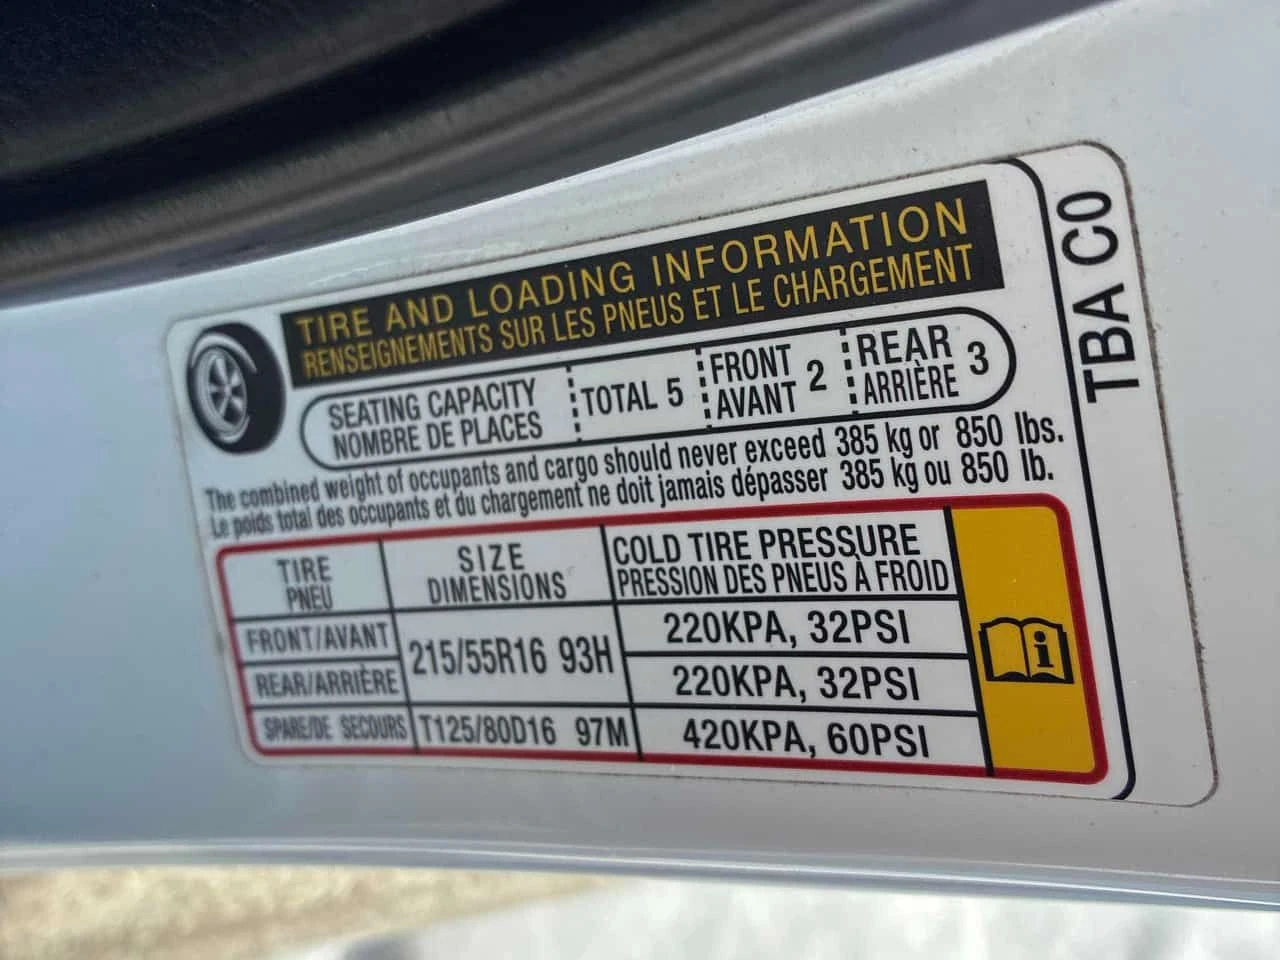 TIRE AND LOADING INFORMATION
RENSEIGNEMENTS SUR LES PNEUS ET LE CHARGEMENT
SEATING CAPACITY
NOMBRE DE PLACES
TOTAL 5
FRONT
AVANT
2
REAR
ARRIÈRE
3
The combined weight of occupants and cargo should never exceed 385 kg or 850 lbs.
Le poids total des occupants et du chargement ne doit jamais dépasser 385 kg ou 850 lb.
TIRE
PNEU
SIZE
DIMENSIONS
COLD TIRE PRESSURE
PRESSION DES PNEUS À FROID
FRONT/AVANT
215/55R16 93H
220KPA, 32PSI
REAR/ARRIÈRE
220KPA, 32PSI
SPARE/DE SECOURS
T125/80D16 97M
420KPA, 60PSI
i
TBA C0